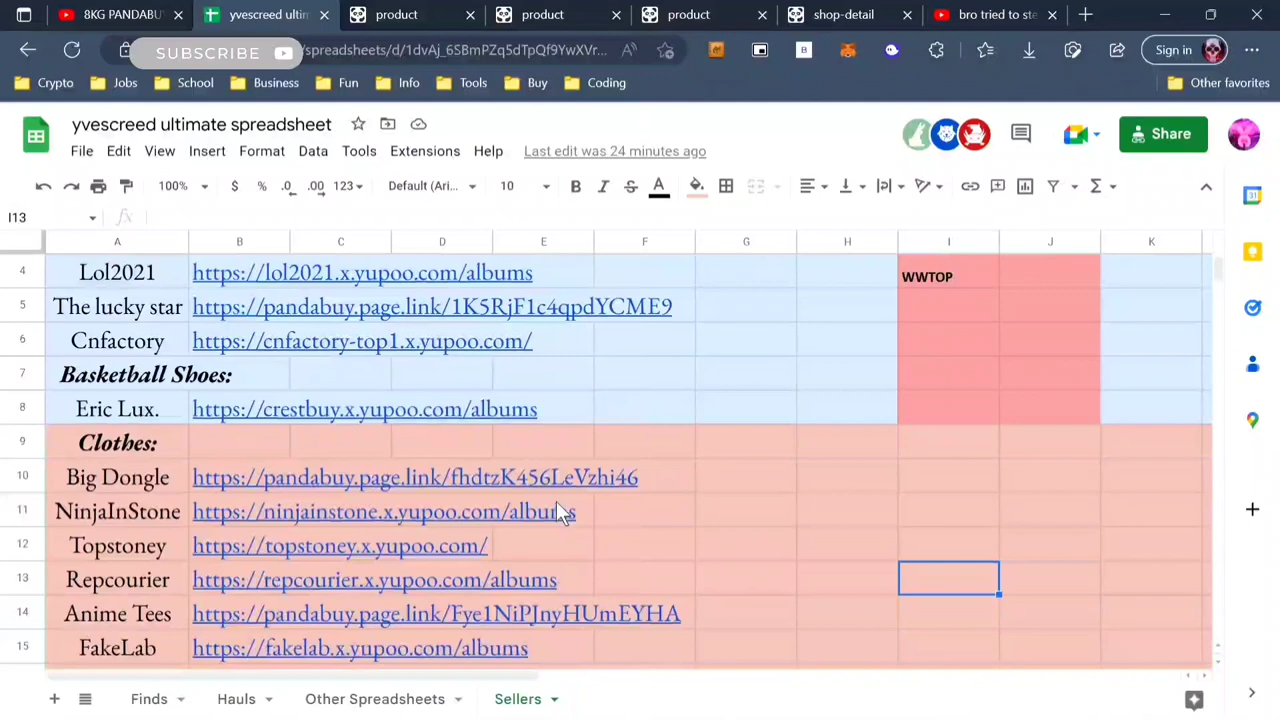 8KG PANDABU
yvescreed ultim
product
product
product
shop-detail
bro tried to ste
SUBSCRIBE
/spreadsheets/d/1dvAj_6SBmPZq5dTpQf9YwXVr...
Sign in
Crypto
Jobs
School
Business
Fun
Info
Tools
Buy
Coding
Other favorites
yvescreed ultimate spreadsheet
Share
File Edit View Insert Format Data Tools Extensions Help Last edit was 24 minutes ago
100% $ % .0 .00 123 Default (Ari... 10 B I S A
I13 fx
A B C D E F G H I J K
4 Lol2021 https://lol2021.x.yupoo.com/albums WWTOP
5 The lucky star https://pandabuy.page.link/1K5RjF1c4qpdYCME9
6 Cnfactory https://cnfactory-top1.x.yupoo.com/
7 Basketball Shoes:
8 Eric Lux. https://crestbuy.x.yupoo.com/albums
9 Clothes:
10 Big Dongle https://pandabuy.page.link/fhdtzK456LeVzhi46
11 NinjaInStone https://ninjainstone.x.yupoo.com/albums
12 Topstoney https://topstoney.x.yupoo.com/
13 Repcourier https://repcourier.x.yupoo.com/albums
14 Anime Tees https://pandabuy.page.link/Fye1NiPJnyHUmEYHA
15 FakeLab https://fakelab.x.yupoo.com/albums
Finds
Hauls
Other Spreadsheets
Sellers